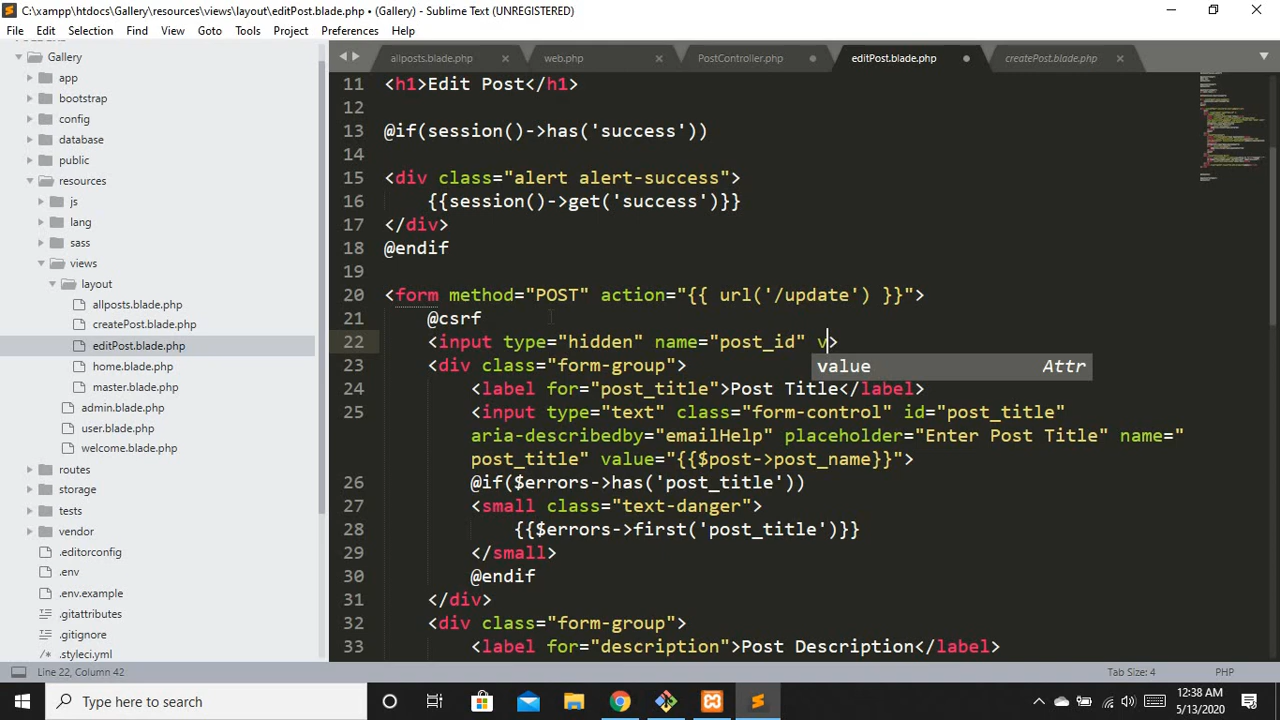 C:\xampp\htdocs\Gallery\resources\views\layout\editPost.blade.php • (Gallery) - Sublime Text (UNREGISTERED)
File Edit Selection Find View Goto Tools Project Preferences Help
Gallery
app
bootstrap
config
database
public
resources
js
lang
sass
views
layout
allposts.blade.php
createPost.blade.php
editPost.blade.php
home.blade.php
master.blade.php
admin.blade.php
user.blade.php
welcome.blade.php
routes
storage
tests
vendor
.editorconfig
.env
.env.example
.gitattributes
.gitignore
.styleci.yml
allposts.blade.php web.php PostController.php editPost.blade.php createPost.blade.php
11 <h1>Edit Post</h1>
12
13 @if(session()->has('success'))
14
15 <div class="alert alert-success">
16 {{session()->get('success')}}
17 </div>
18 @endif
19
20 <form method="POST" action="{{ url('/update') }}">
21 @csrf
22 <input type="hidden" name="post_id" v>
value Attr
23 <div class="form-group">
24 <label for="post_title">Post Title</label>
25 <input type="text" class="form-control" id="post_title"
aria-describedby="emailHelp" placeholder="Enter Post Title" name="
post_title" value="{{$post->post_name}}">
26 @if($errors->has('post_title'))
27 <small class="text-danger">
28 {{$errors->first('post_title')}}
29 </small>
30 @endif
31 </div>
32 <div class="form-group">
33 <label for="description">Post Description</label>
Line 22, Column 42 Tab Size: 4 PHP
Type here to search
12:38 AM
5/13/2020